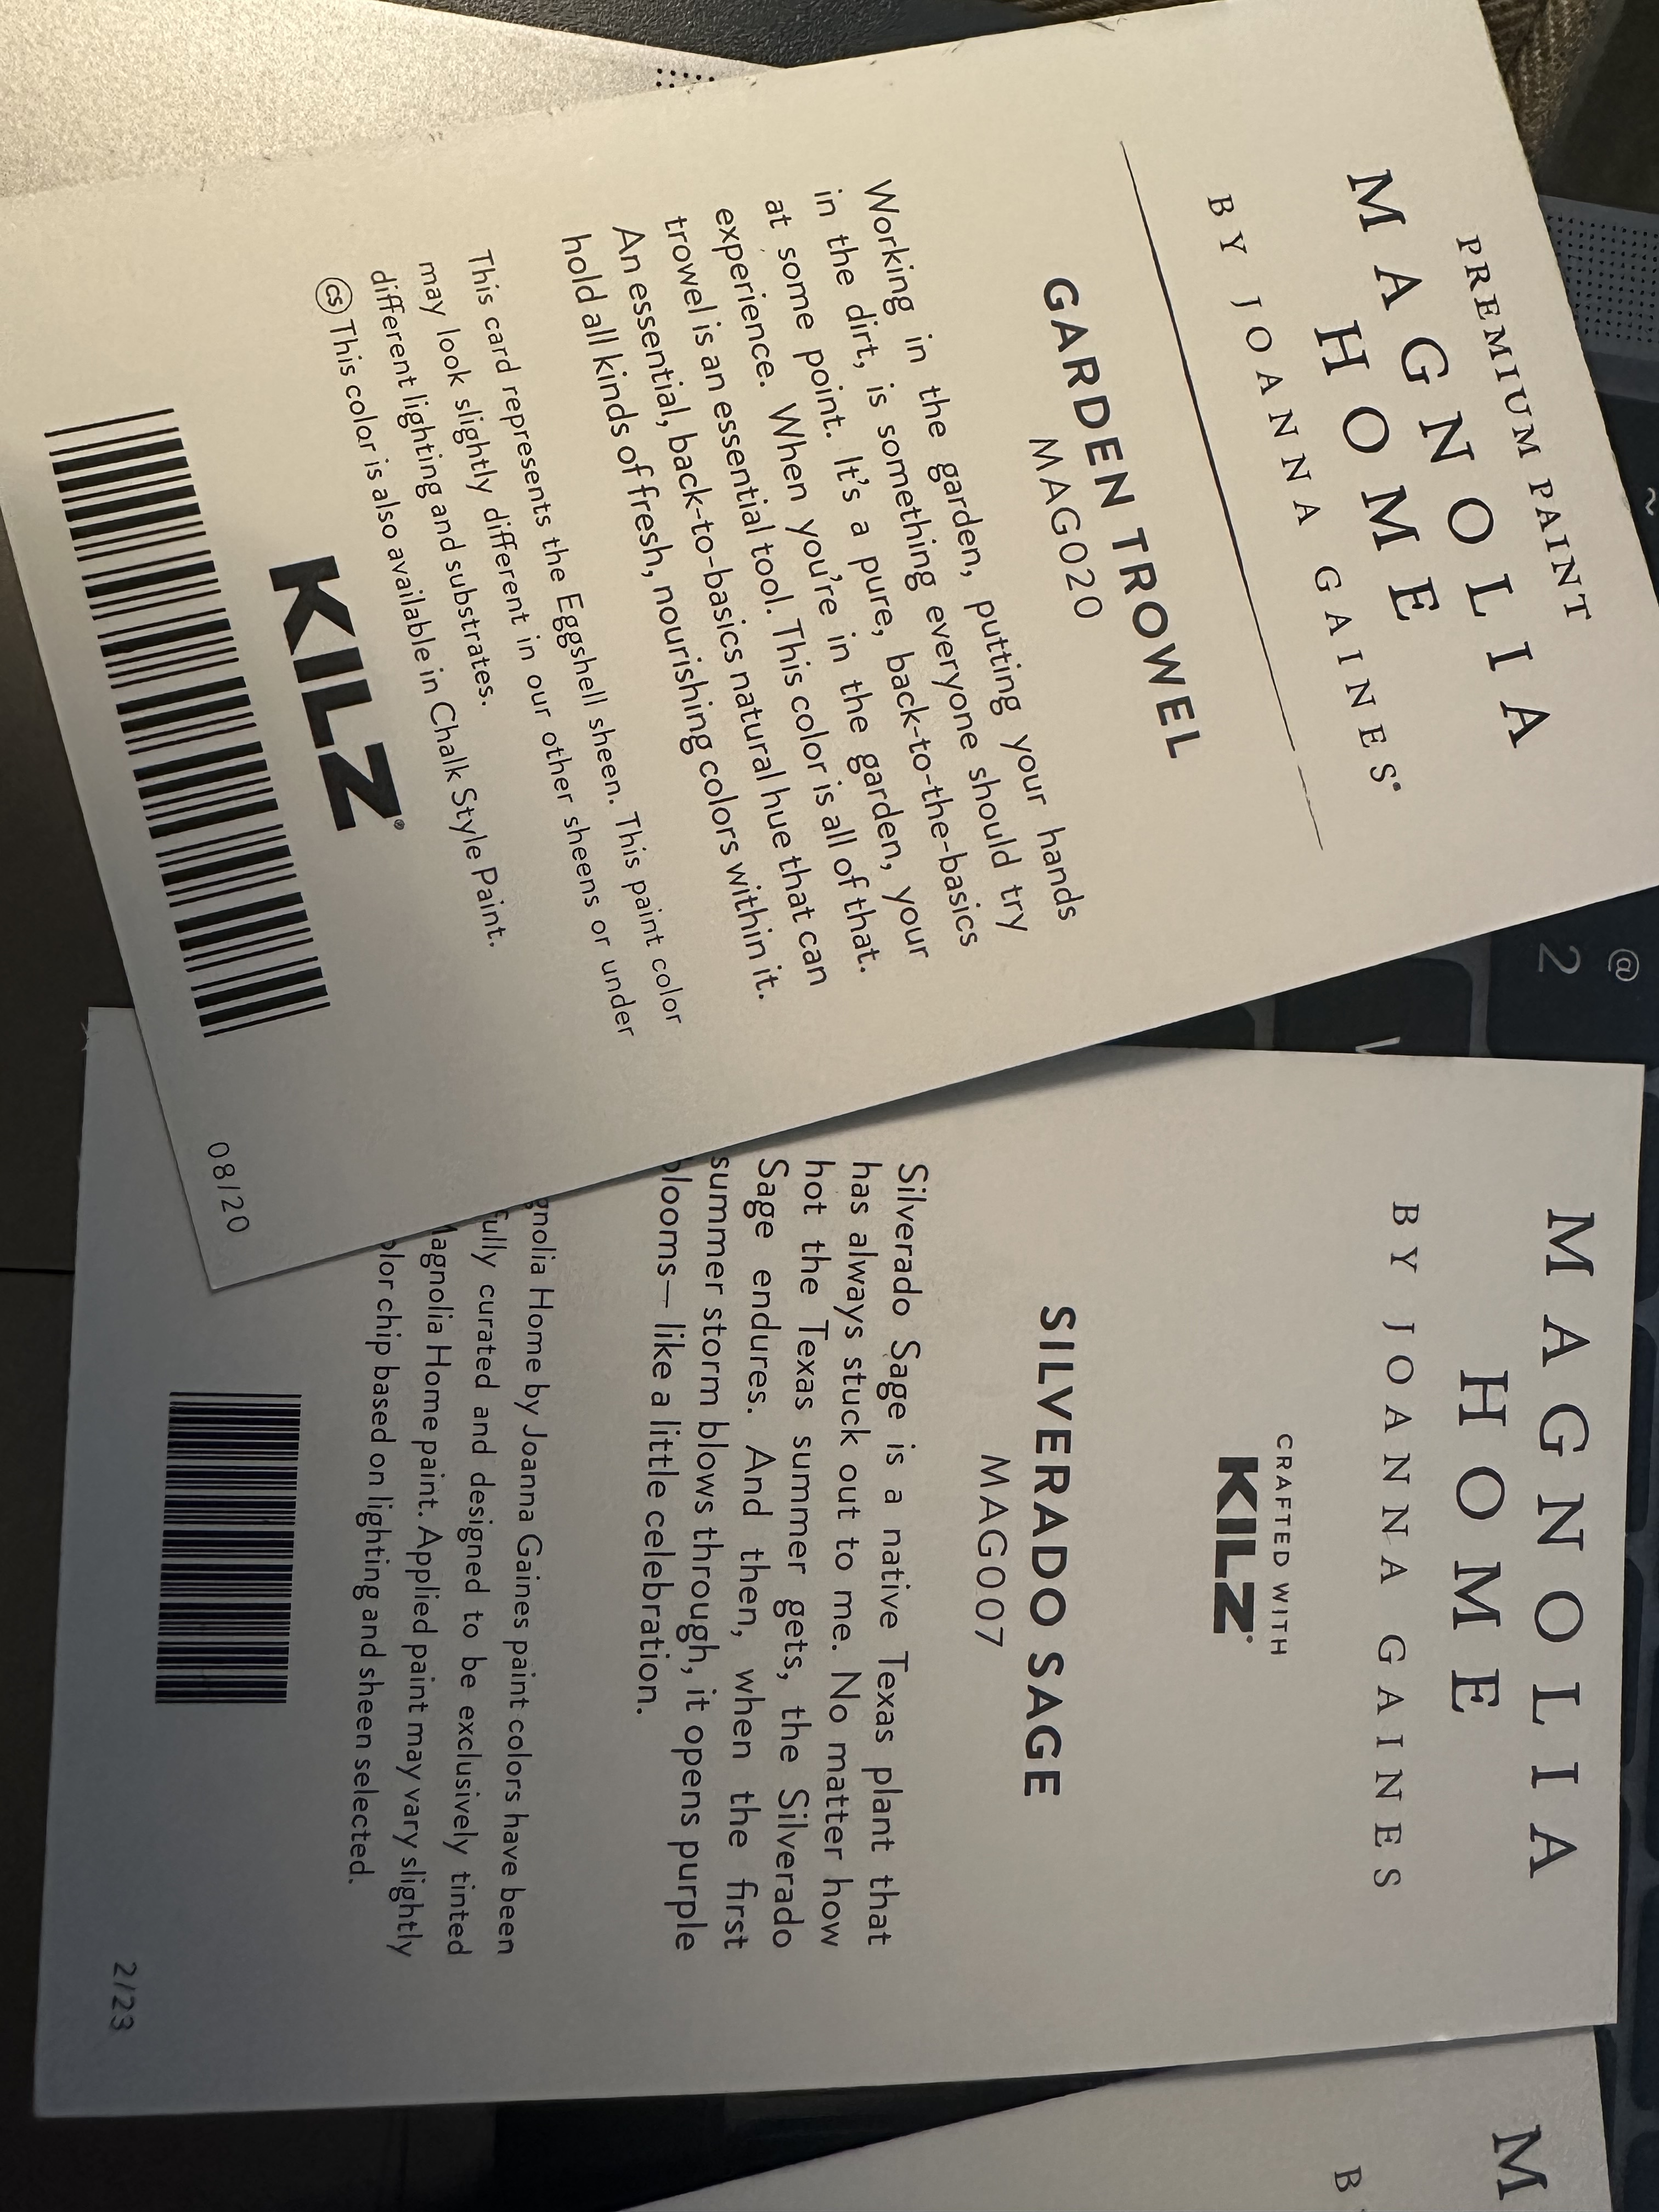 PREMIUM PAINT
MAGNOLIA
HOME
BY JOANNA GAINES®
GARDEN TROWEL
MAG020
Working in the garden, putting your hands
in the dirt, is something everyone should try
at some point. It's a pure, back-to-the-basics
experience. When you're in the garden, your
trowel is an essential tool. This color is all of that.
An essential, back-to-basics natural hue that can
hold all kinds of fresh, nourishing colors within it.
This card represents the Eggshell sheen. This paint color
may look slightly different in our other sheens or under
different lighting and substrates.
CS This color is also available in Chalk Style Paint.
KILZ®
08/20
MAGNOLIA
HOME
BY JOANNA GAINES
CRAFTED WITH
KILZ®
SILVERADO SAGE
MAG007
Silverado Sage is a native Texas plant that
has always stuck out to me. No matter how
hot the Texas summer gets, the Silverado
Sage endures. And then, when the first
summer storm blows through, it opens purple
blooms— like a little celebration.
gnolia Home by Joanna Gaines paint colors have been
fully curated and designed to be exclusively tinted
Magnolia Home paint. Applied paint may vary slightly
olor chip based on lighting and sheen selected.
2/23
M
B
~
@
2